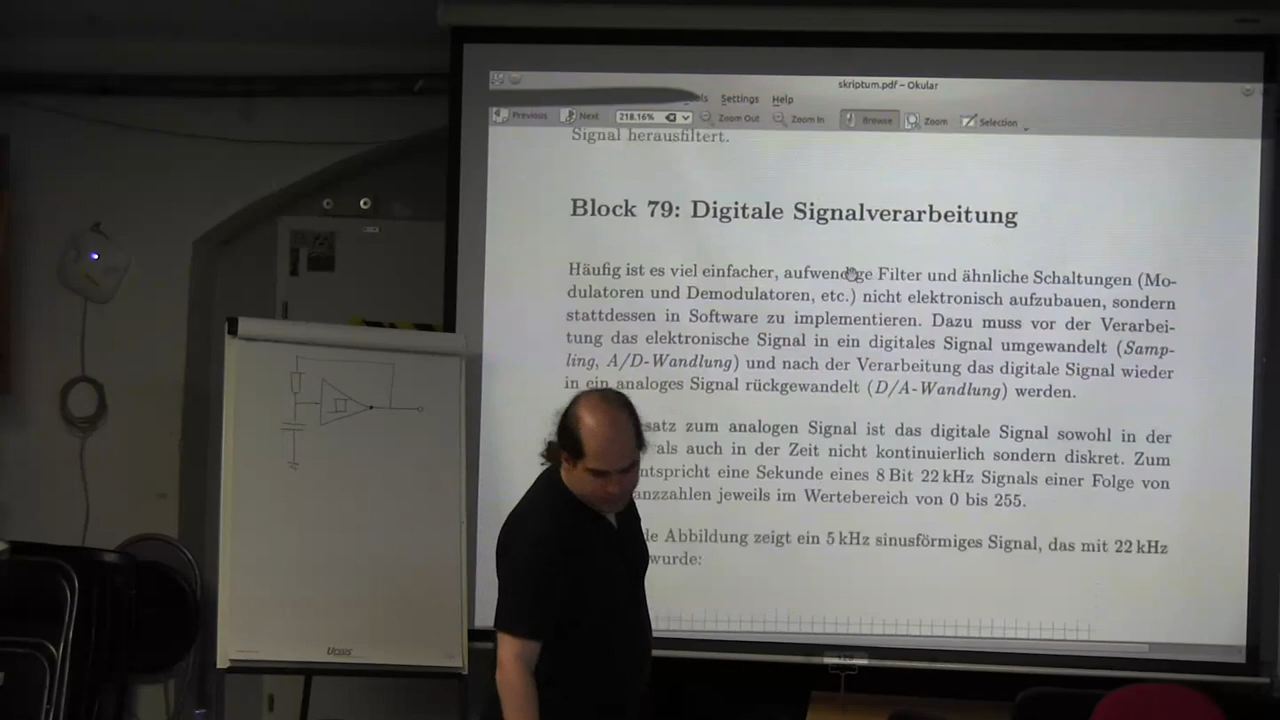 skriptum.pdf – Okular
Settings Help
Previous Next 218.16% Zoom Out Zoom In Browse Zoom Selection
Signal herausfiltert.
Block 79: Digitale Signalverarbeitung
Häufig ist es viel einfacher, aufwendige Filter und ähnliche Schaltungen (Mo-
dulatoren und Demodulatoren, etc.) nicht elektronisch aufzubauen, sondern
stattdessen in Software zu implementieren. Dazu muss vor der Verarbei-
tung das elektronische Signal in ein digitales Signal umgewandelt (Samp-
ling, A/D-Wandlung) und nach der Verarbeitung das digitale Signal wieder
in ein analoges Signal rückgewandelt (D/A-Wandlung) werden.
satz zum analogen Signal ist das digitale Signal sowohl in der
als auch in der Zeit nicht kontinuierlich sondern diskret. Zum
ntspricht eine Sekunde eines 8 Bit 22 kHz Signals einer Folge von
anzzahlen jeweils im Wertebereich von 0 bis 255.
le Abbildung zeigt ein 5 kHz sinusförmiges Signal, das mit 22 kHz
wurde: